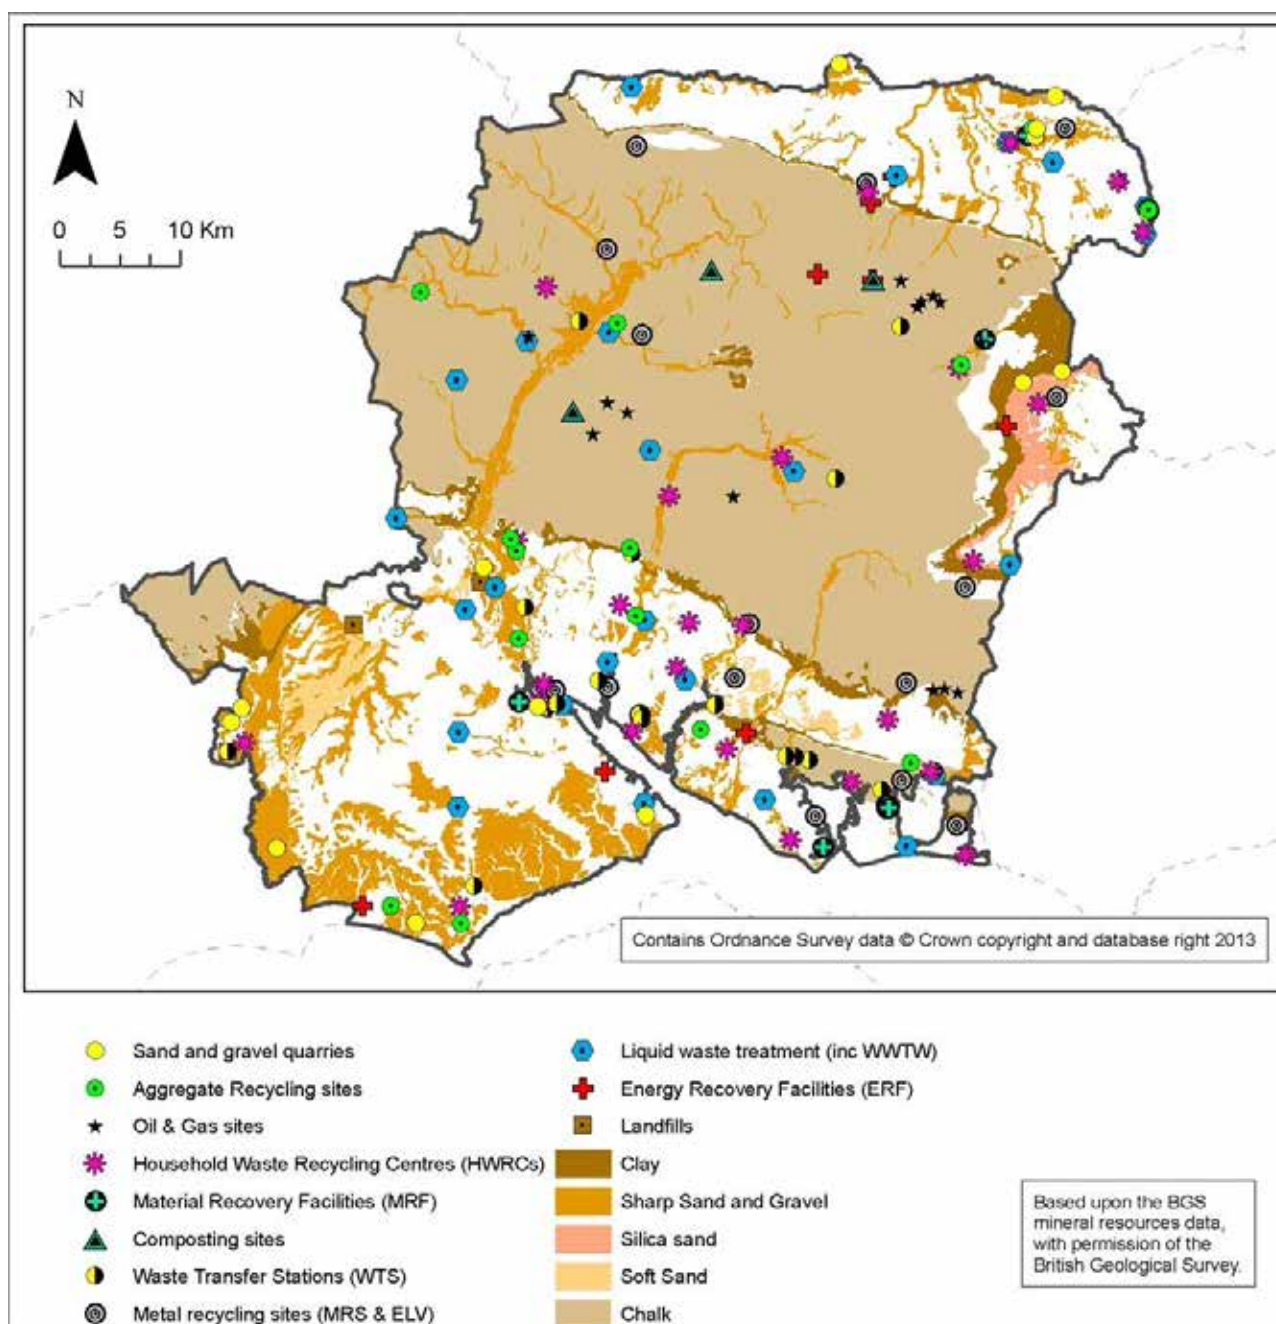 N
0 5 10 Km
Contains Ordnance Survey data © Crown copyright and database right 2013
Sand and gravel quarries
Aggregate Recycling sites
Oil & Gas sites
Household Waste Recycling Centres (HWRCs)
Material Recovery Facilities (MRF)
Composting sites
Waste Transfer Stations (WTS)
Metal recycling sites (MRS & ELV)
Liquid waste treatment (inc WWTW)
Energy Recovery Facilities (ERF)
Landfills
Clay
Sharp Sand and Gravel
Silica sand
Soft Sand
Chalk
Based upon the BGS
mineral resources data,
with permission of the
British Geological Survey.